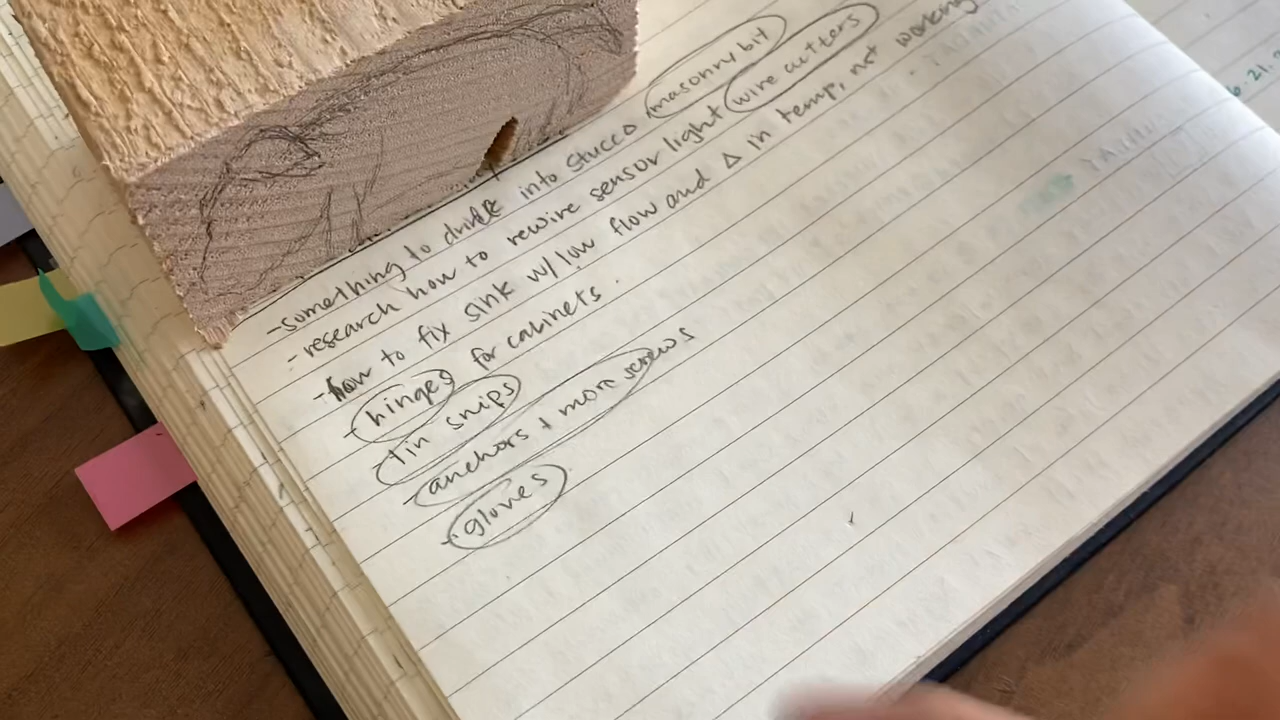 -something to drill into stucco masonry bit
- research how to rewire sensor light wire cutters
-how to fix sink w/low flow and Δ in temp, not working
- hinges for cabinets.
tin snips
- anchors + more screws
gloves